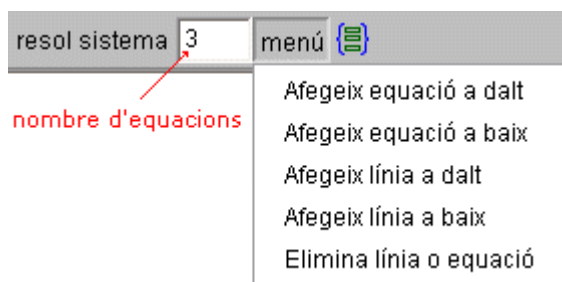 resol sistema 3 menú
nombre d'equacions
Afegeix equació a dalt
Afegeix equació a baix
Afegeix línia a dalt
Afegeix línia a baix
Elimina línia o equació